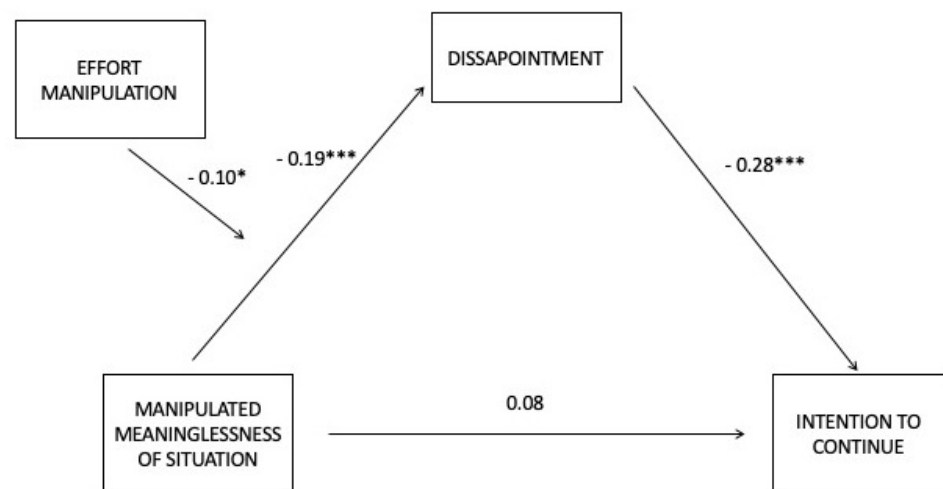 EFFORT
MANIPULATION
DISSAPOINTMENT
- 0.10*
- 0.19***
- 0.28***
MANIPULATED
MEANINGLESSNESS
OF SITUATION
0.08
INTENTION TO
CONTINUE